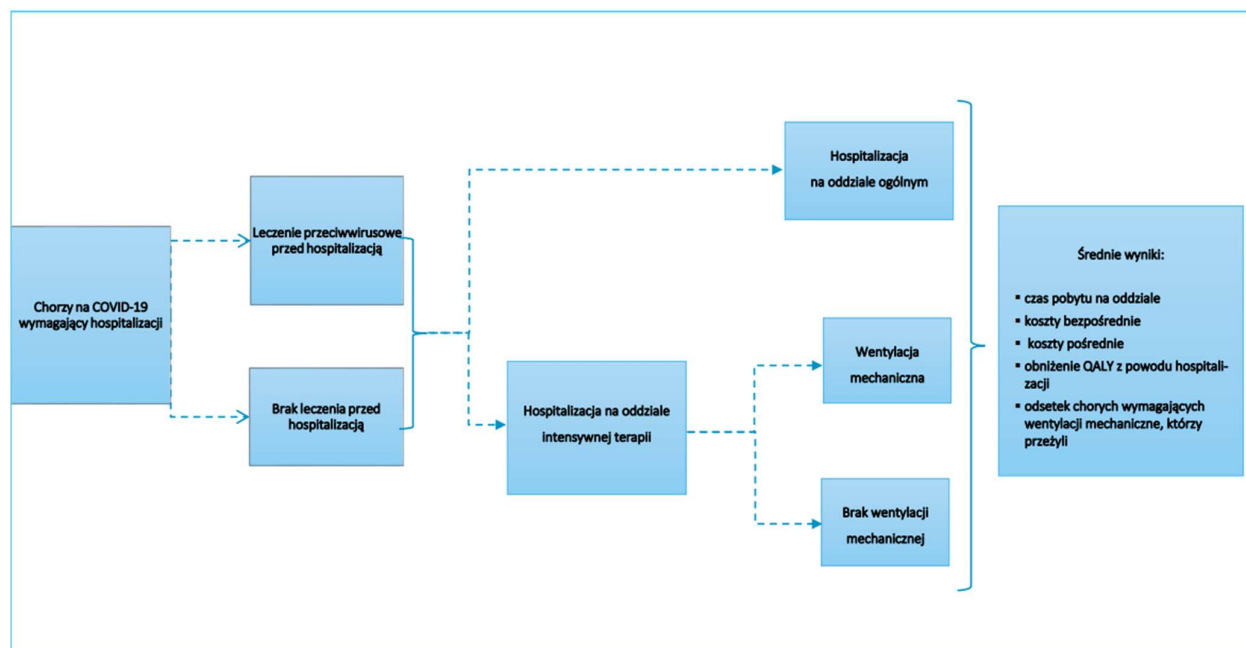 Chorzy na COVID-19
wymagający hospitalizacji
Leczenie przeciwwirusowe
przed hospitalizacją
Brak leczenia przed
hospitalizacją
Hospitalizacja
na oddziale ogólnym
Hospitalizacja na oddziale
intensywnej terapii
Wentylacja
mechaniczna
Brak wentylacji
mechanicznej
Średnie wyniki:
▪ czas pobytu na oddziale
▪ koszty bezpośrednie
▪ koszty pośrednie
▪ obniżenie QALY z powodu hospitali-
zacji
▪ odsetek chorych wymagających
wentylacji mechaniczne, którzy
przeżyli